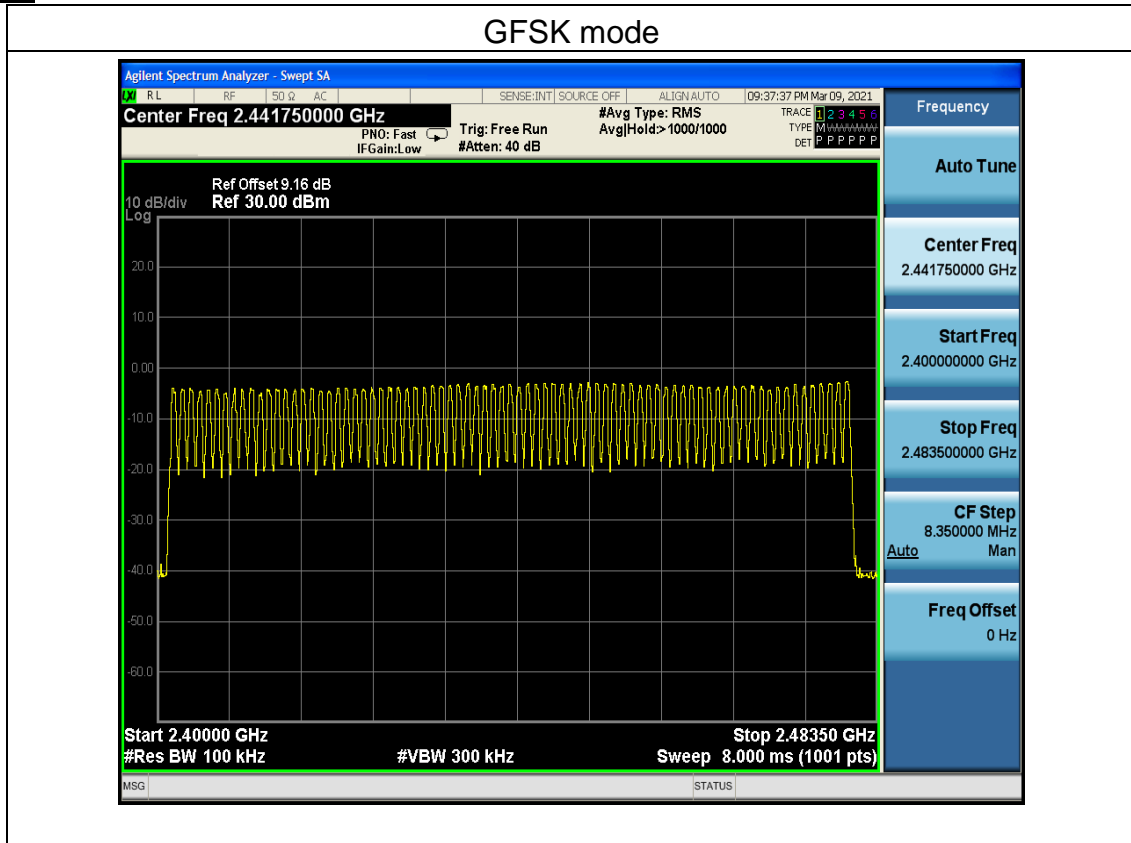 GFSK mode
Agilent Spectrum Analyzer - Swept SA
LXI RL RF 50 Ω AC SENSE:INT SOURCE OFF ALIGN AUTO 09:37:37 PM Mar 09, 2021
Center Freq 2.441750000 GHz
PNO: Fast
IFGain:Low
Trig: Free Run
#Atten: 40 dB
#Avg Type: RMS
Avg|Hold:>1000/1000
TRACE 1 2 3 4 5 6
TYPE M
DET P P P P P P
Ref Offset 9.16 dB
10 dB/div Ref 30.00 dBm
Log
20.0
10.0
0.00
-10.0
-20.0
-30.0
-40.0
-50.0
-60.0
Start 2.40000 GHz Stop 2.48350 GHz
#Res BW 100 kHz #VBW 300 kHz Sweep 8.000 ms (1001 pts)
MSG STATUS
Frequency
Auto Tune
Center Freq
2.441750000 GHz
Start Freq
2.400000000 GHz
Stop Freq
2.483500000 GHz
CF Step
8.350000 MHz
Auto Man
Freq Offset
0 Hz